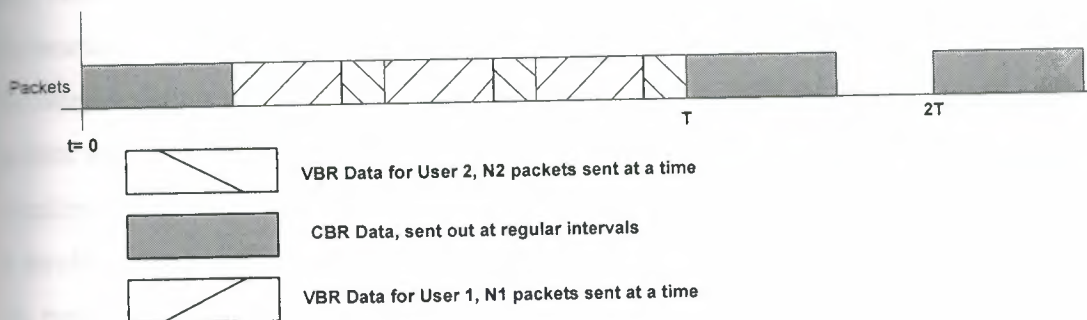 Packets
t= 0
T
2T
VBR Data for User 2, N2 packets sent at a time
CBR Data, sent out at regular intervals
VBR Data for User 1, N1 packets sent at a time